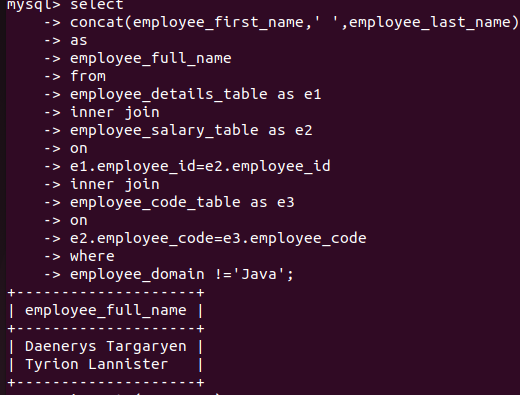 mysql> select
    -> concat(employee_first_name,' ',employee_last_name)
    -> as
    -> employee_full_name
    -> from
    -> employee_details_table as e1
    -> inner join
    -> employee_salary_table as e2
    -> on
    -> e1.employee_id=e2.employee_id
    -> inner join
    -> employee_code_table as e3
    -> on
    -> e2.employee_code=e3.employee_code
    -> where
    -> employee_domain !='Java';
+--------------------+
| employee_full_name |
+--------------------+
| Daenerys Targaryen |
| Tyrion Lannister   |
+--------------------+